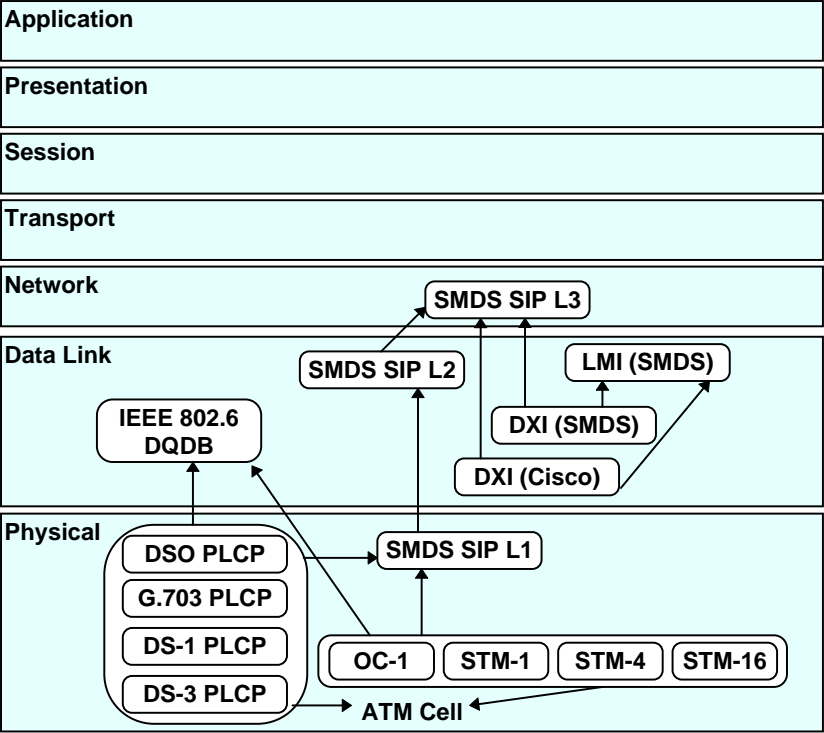 Application
Presentation
Session
Transport
Network
SMDS SIP L3
Data Link
SMDS SIP L2
LMI (SMDS)
IEEE 802.6
DQDB
DXI (SMDS)
DXI (Cisco)
Physical
DSO PLCP
SMDS SIP L1
G.703 PLCP
DS-1 PLCP
OC-1
STM-1
STM-4
STM-16
DS-3 PLCP
ATM Cell